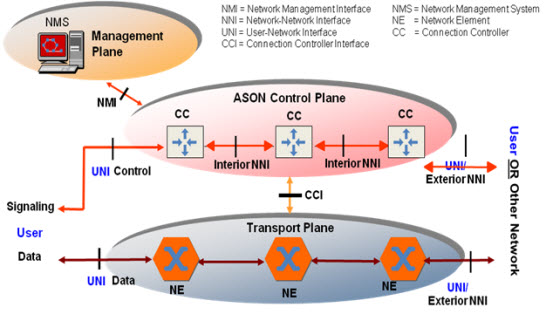 NMI = Network Management Interface
NNI = Network-Network Interface
UNI = User-Network Interface
CCI = Connection Controller Interface
NMS = Network Management System
NE = Network Element
CC = Connection Controller
NMS
Management
Plane
NMI
ASON Control Plane
CC
CC
CC
UNI Control
Interior NNI
Interior NNI
UNI/
Exterior NNI
Signaling
CCI
User
Transport Plane
Data
UNI Data
NE
NE
NE
UNI/
Exterior NNI
User OR Other Network